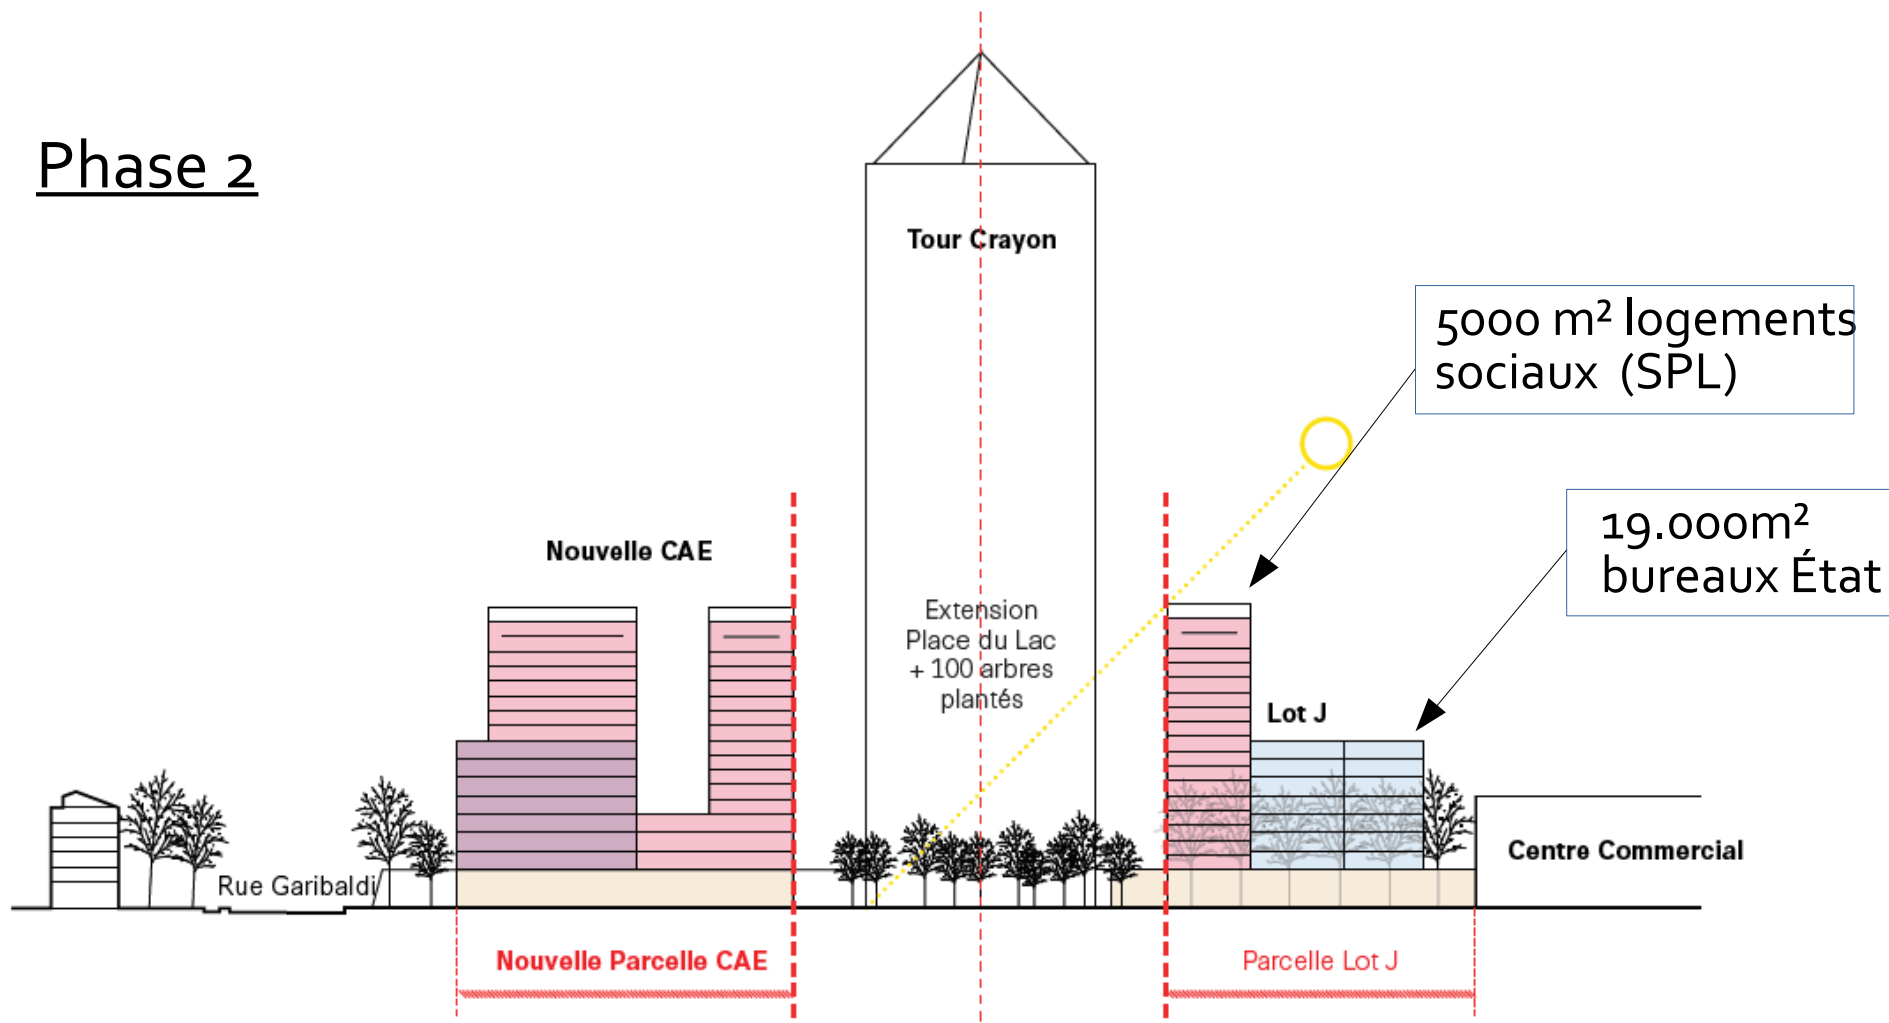 Phase 2
Tour Crayon
5000 m² logements
sociaux (SPL)
19.000m²
bureaux État
Nouvelle CAE
Extension
Place du Lac
+ 100 arbres
plantés
Lot J
Centre Commercial
Rue Garibaldi
Nouvelle Parcelle CAE
Parcelle Lot J